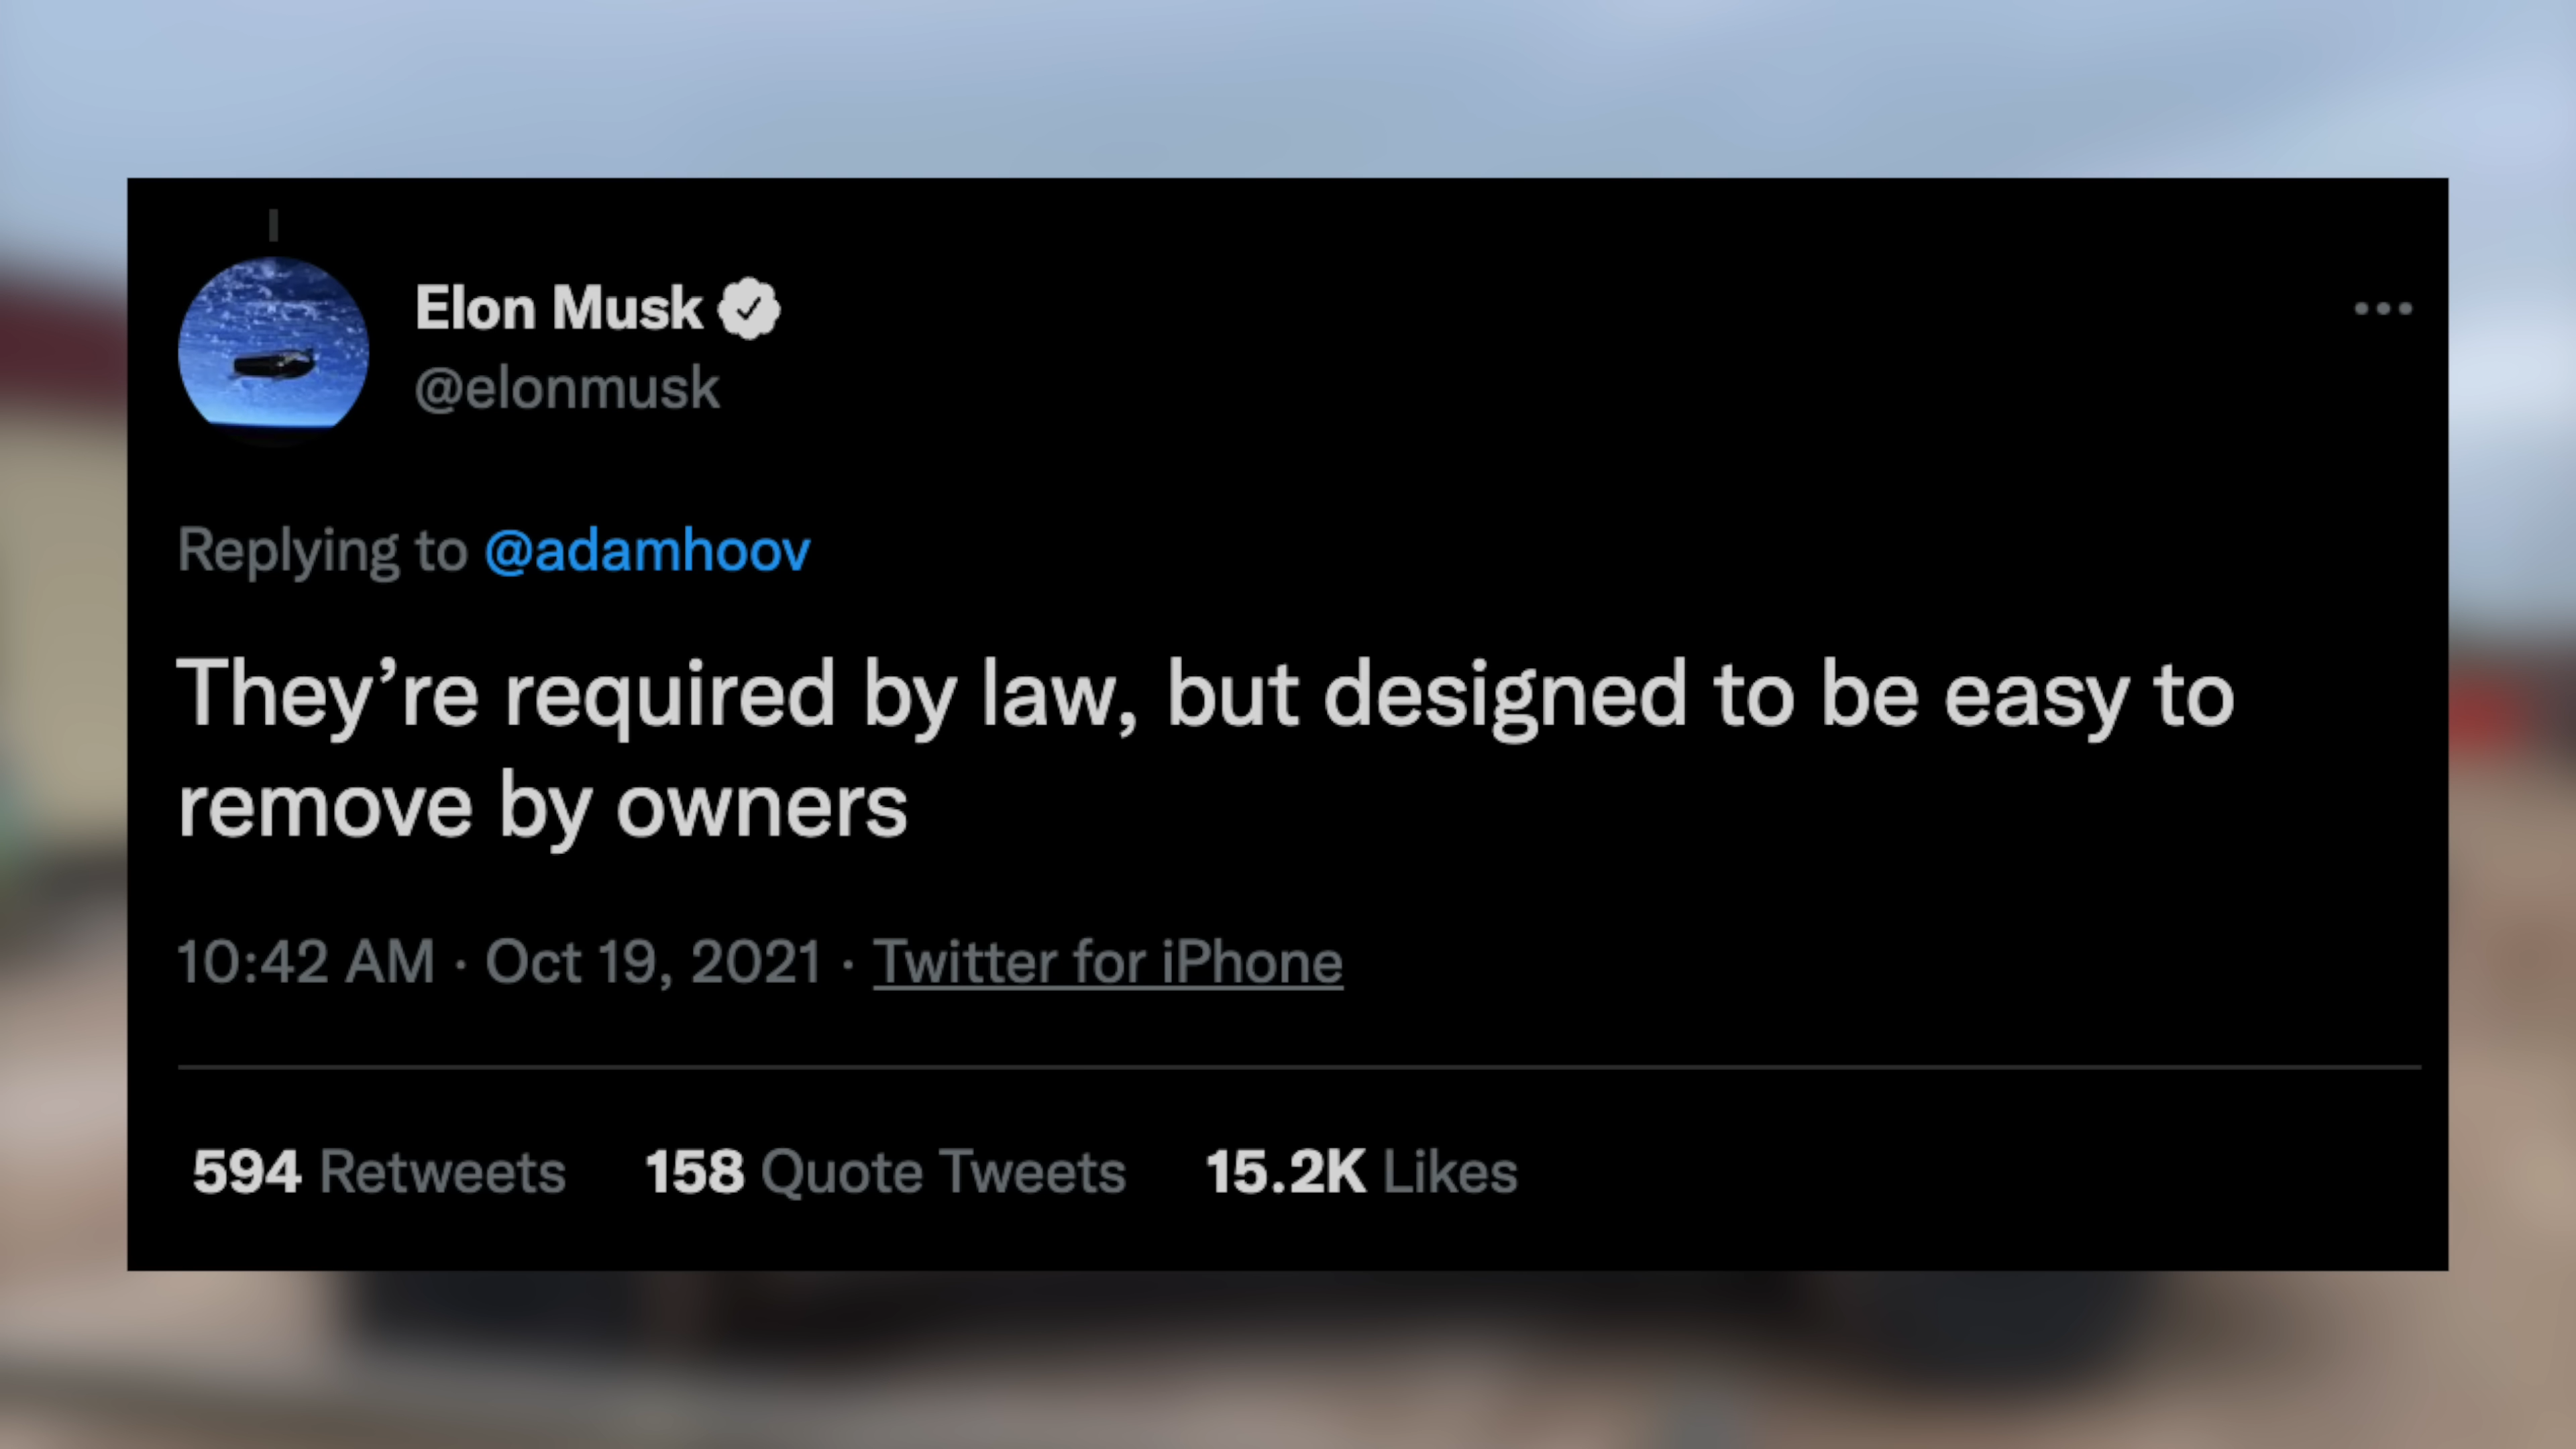 Elon Musk
@elonmusk
Replying to @adamhoov
They’re required by law, but designed to be easy to
remove by owners
10:42 AM · Oct 19, 2021 · Twitter for iPhone
594 Retweets 158 Quote Tweets 15.2K Likes